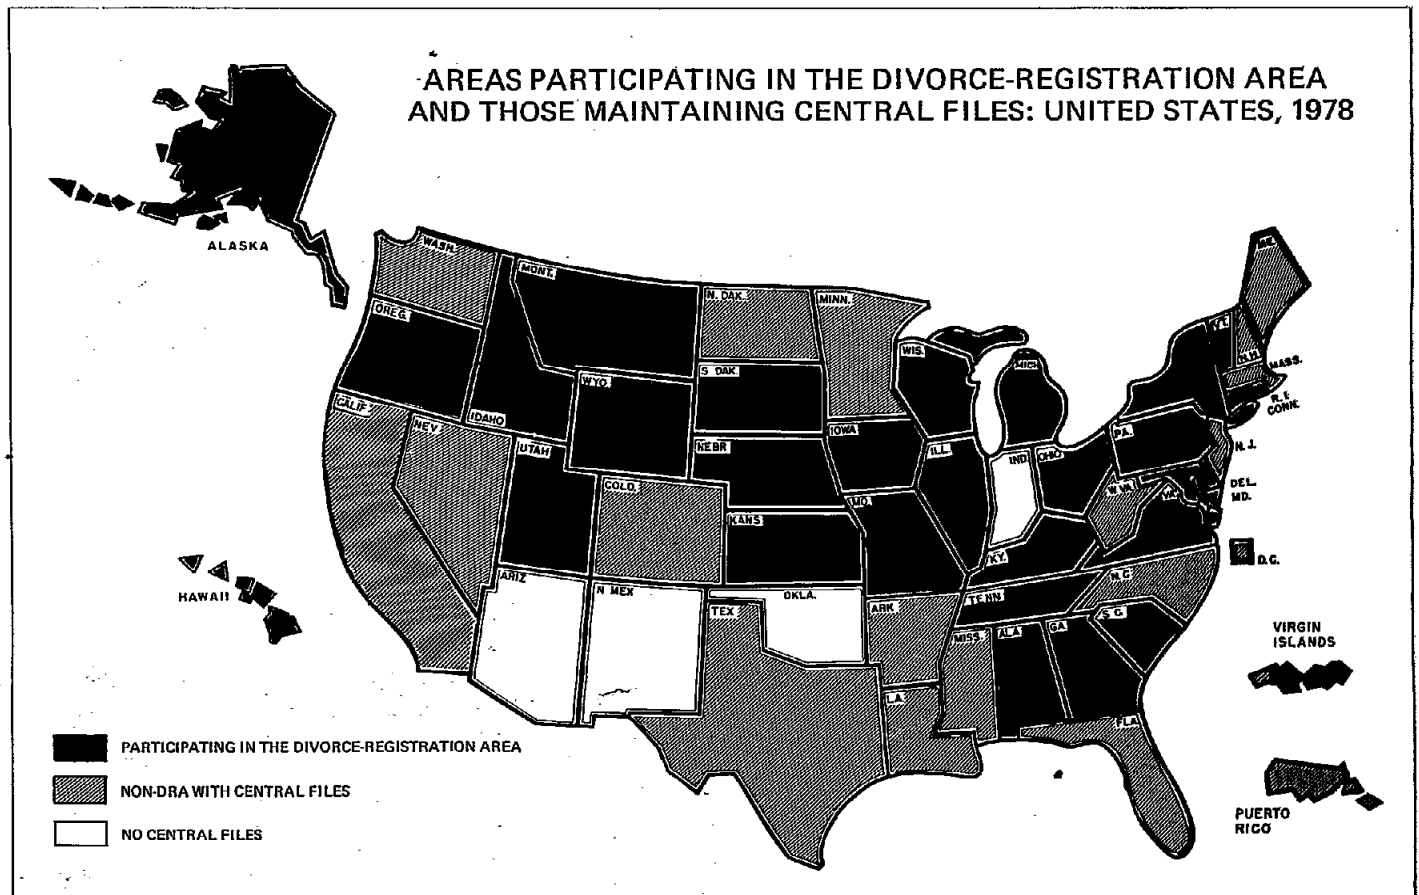 AREAS PARTICIPATING IN THE DIVORCE-REGISTRATION AREA
AND THOSE MAINTAINING CENTRAL FILES: UNITED STATES, 1978
ALASKA
WASH.
MONT.
N. DAK.
MINN.
ME.
OREG.
WIS.
MICH.
VT.
N.H.
MASS.
S DAK.
WYO.
R. I.
CONN.
CALIF
IDAHO
NEV.
UTAH
NEBR
IOWA
ILL.
IND.
OHIO
PA.
N. J.
COLO.
KANS
MO.
W VA.
VA.
DEL.
MD.
D.C.
KY.
HAWAII
ARIZ
N MEX
OKLA.
TEX
ARK.
TENN
N.C.
S C.
MISS.
ALA
GA.
LA.
FLA.
VIRGIN
ISLANDS
PUERTO
RICO
PARTICIPATING IN THE DIVORCE-REGISTRATION AREA
NON-DRA WITH CENTRAL FILES
NO CENTRAL FILES